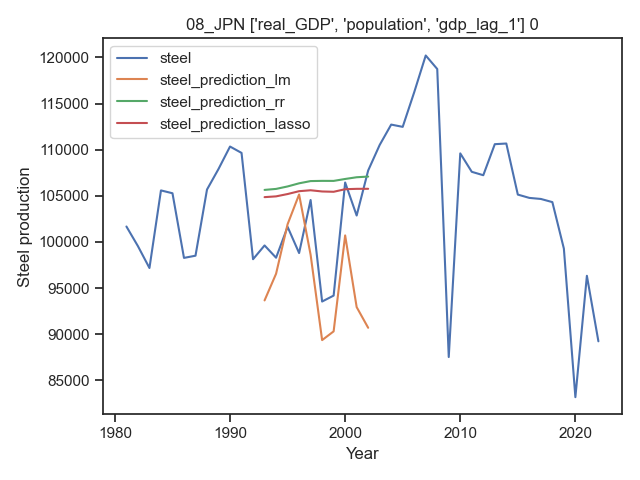 08_JPN ['real_GDP', 'population', 'gdp_lag_1'] 0
steel
steel_prediction_lm
steel_prediction_rr
steel_prediction_lasso
120000
115000
110000
105000
100000
95000
90000
85000
Steel production
1980
1990
2000
2010
2020
Year